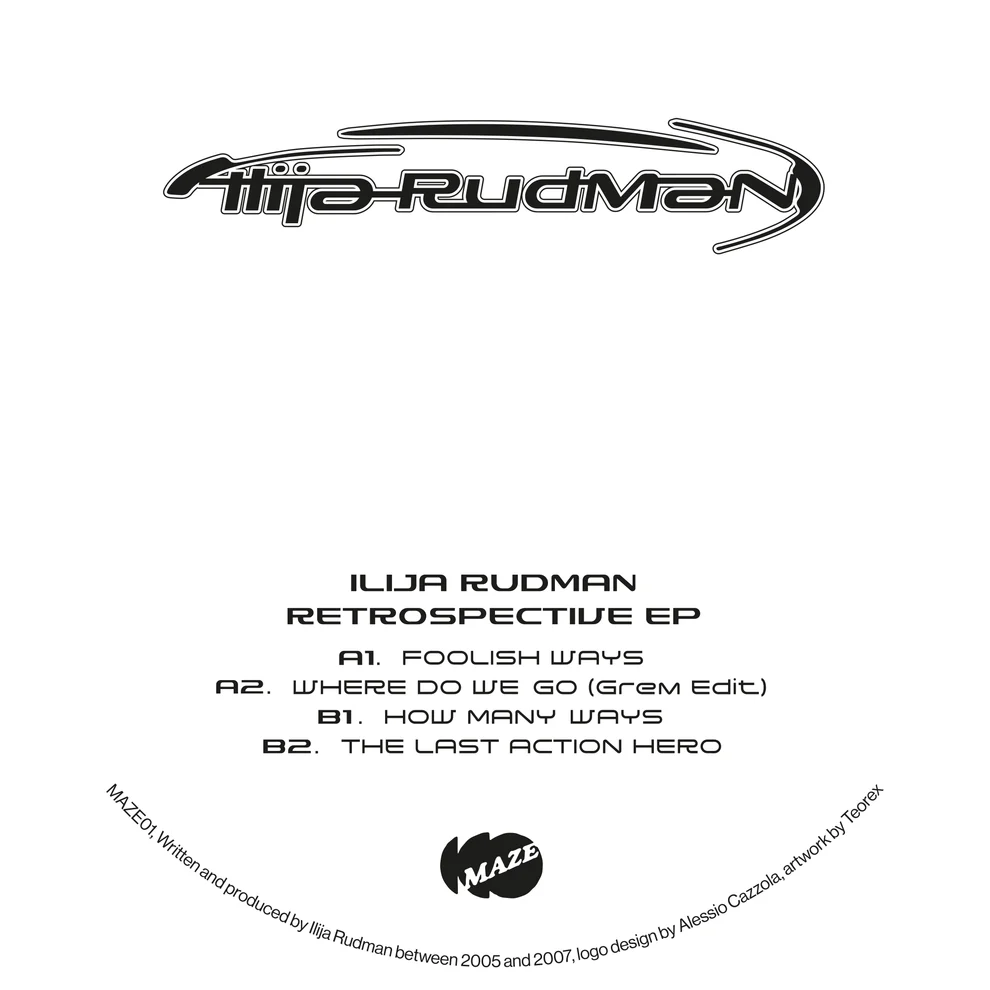 Ilija Rudman
ILIJA RUDMAN
RETROSPECTIVE EP
A1. FOOLISH WAYS
A2. WHERE DO WE GO (Grem Edit)
B1. HOW MANY WAYS
B2. THE LAST ACTION HERO
MAZE
MAZE01, Written and produced by Ilija Rudman between 2005 and 2007, logo design by Alessio Cazzola, artwork by Teorex